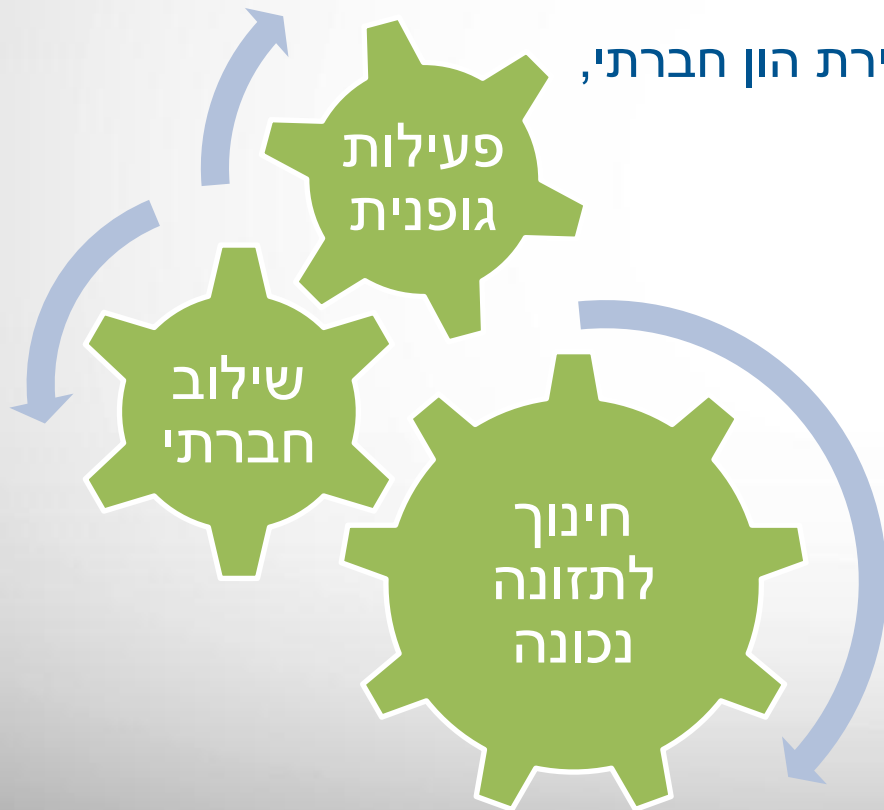 ירת הון חברתי,
פעילות
גופנית
שילוב
חברתי
חינוך
לתזונה
נכונה